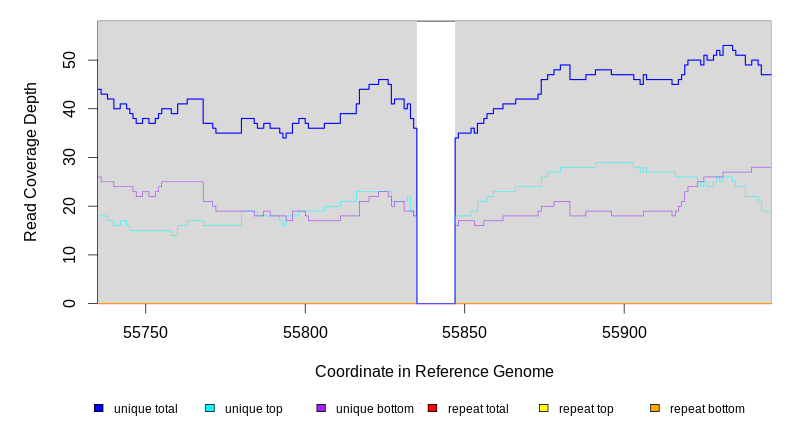 Read Coverage Depth
50
40
30
20
10
0
55750 55800 55850 55900
Coordinate in Reference Genome
unique total unique top unique bottom repeat total repeat top repeat bottom